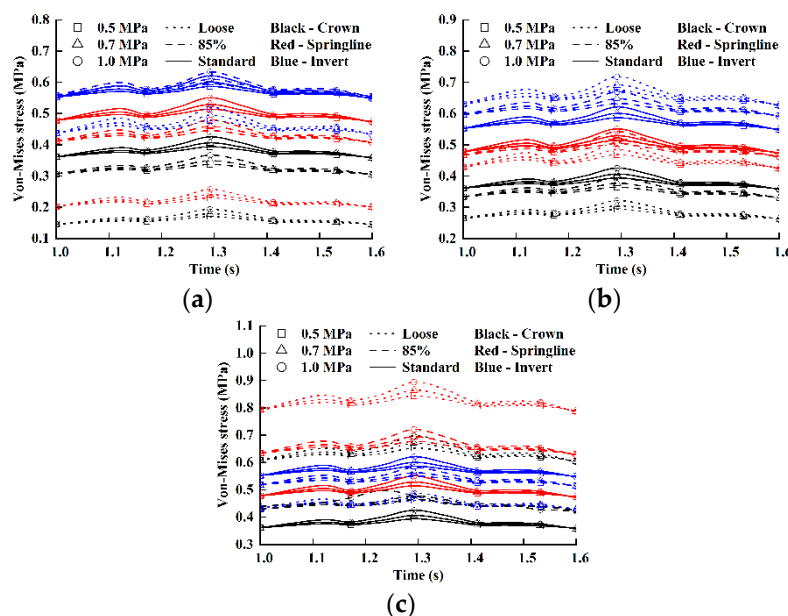 0.8
0.7
0.6
0.5
0.4
0.3
0.2
0.1
Von-Mises stress (MPa)
0.5 MPa Loose Black - Crown
0.7 MPa 85% Red - Springline
1.0 MPa Standard Blue - Invert
1.0 1.1 1.2 1.3 1.4 1.5 1.6
Time (s)
(a)
0.8
0.7
0.6
0.5
0.4
0.3
0.2
Von-Mises stress (MPa)
0.5 MPa Loose Black - Crown
0.7 MPa 85% Red - Springline
1.0 MPa Standard Blue - Invert
1.0 1.1 1.2 1.3 1.4 1.5 1.6
Time (s)
(b)
1.1
1.0
0.9
0.8
0.7
0.6
0.5
0.4
0.3
Von-Mises stress (MPa)
0.5 MPa Loose Black - Crown
0.7 MPa 85% Red - Springline
1.0 MPa Standard Blue - Invert
1.0 1.1 1.2 1.3 1.4 1.5 1.6
Time (s)
(c)